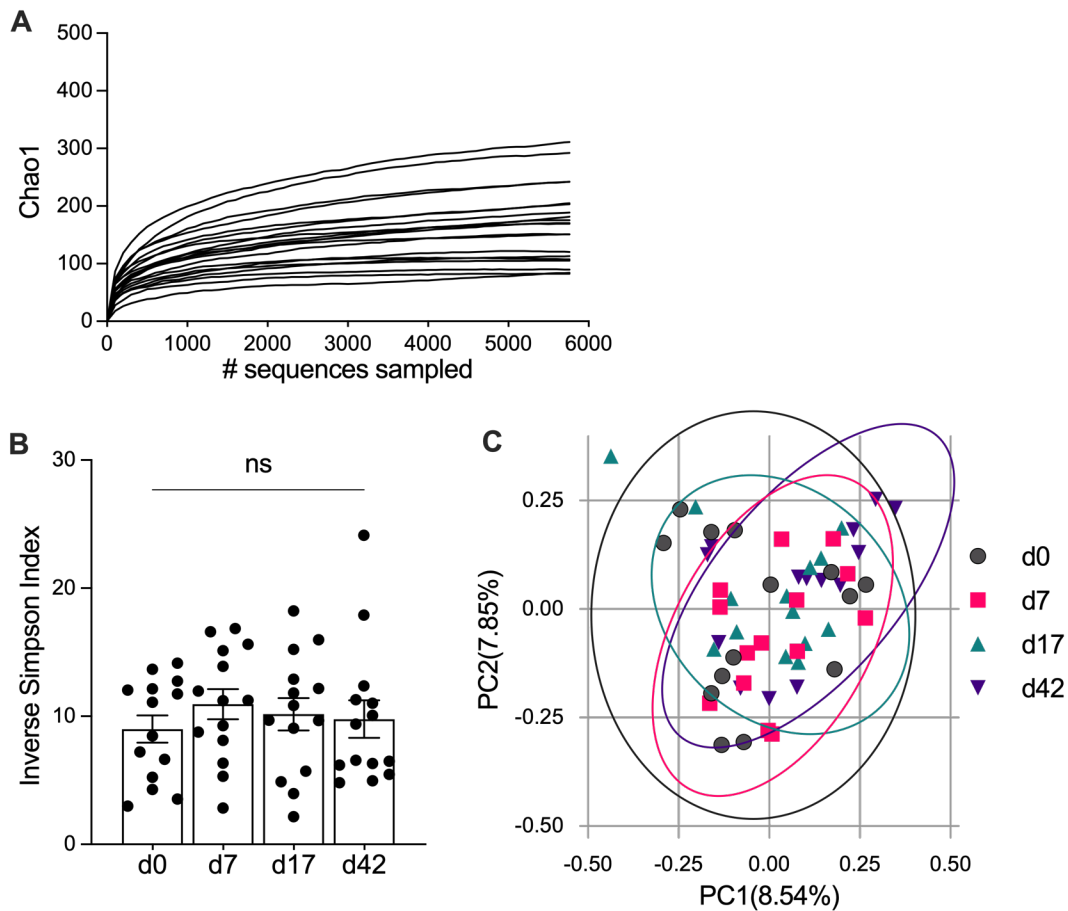 A
500
400
300
200
100
0
Chao1
0 1000 2000 3000 4000 5000 6000
# sequences sampled
B
30
20
10
0
Inverse Simpson Index
ns
d0 d7 d17 d42
C
0.25
0.00
-0.25
-0.50
PC2(7.85%)
-0.50 -0.25 0.00 0.25 0.50
PC1(8.54%)
d0
d7
d17
d42